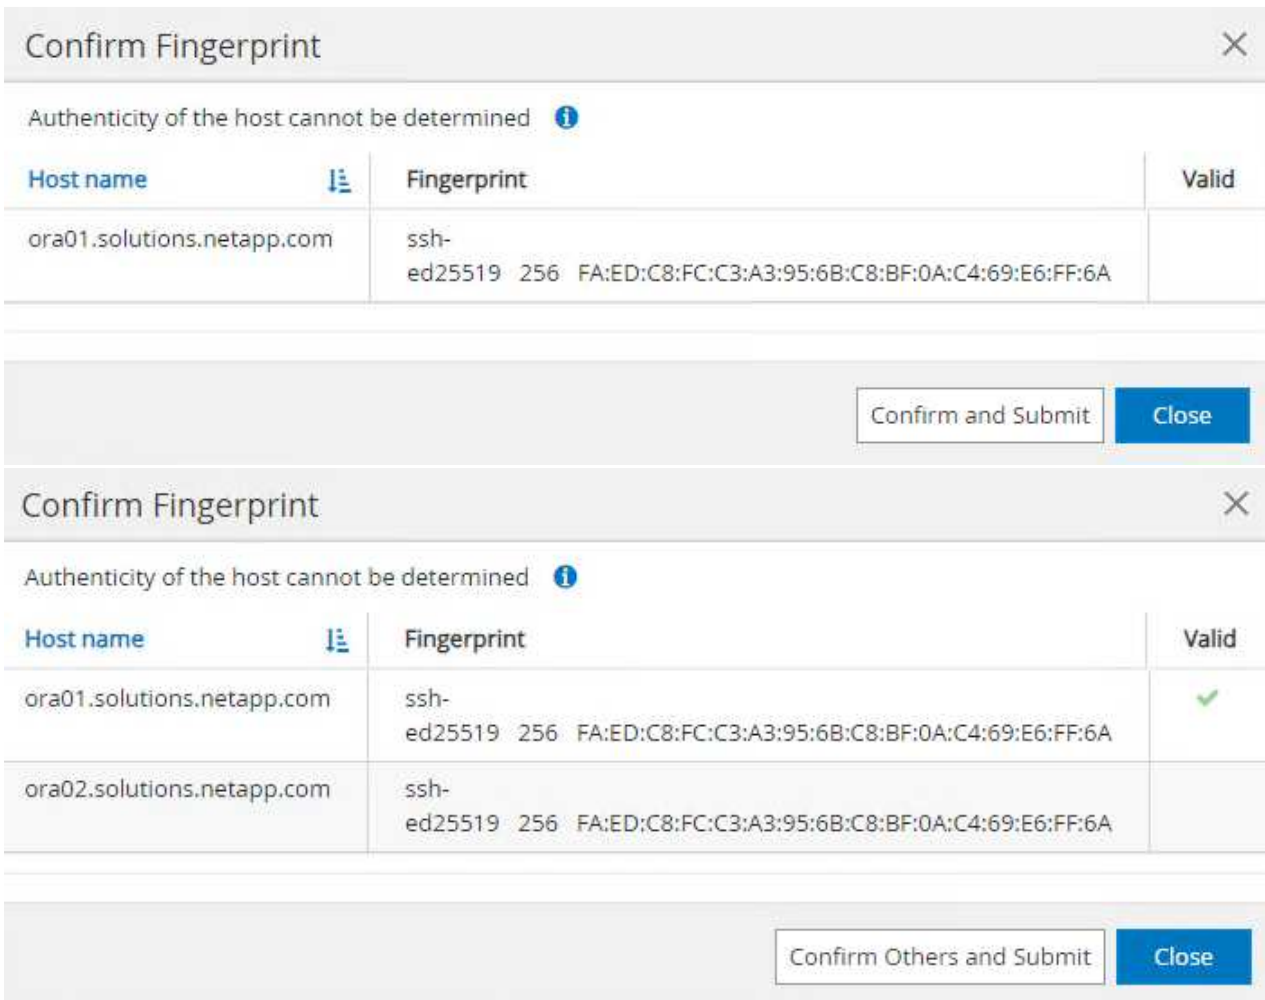 Confirm Fingerprint
Authenticity of the host cannot be determined
Host name Fingerprint Valid
ora01.solutions.netapp.com ssh-
ed25519 256 FA:ED:C8:FC:C3:A3:95:6B:C8:BF:0A:C4:69:E6:FF:6A
Confirm and Submit Close
Confirm Fingerprint
Authenticity of the host cannot be determined
Host name Fingerprint Valid
ora01.solutions.netapp.com ssh-
ed25519 256 FA:ED:C8:FC:C3:A3:95:6B:C8:BF:0A:C4:69:E6:FF:6A
ora02.solutions.netapp.com ssh-
ed25519 256 FA:ED:C8:FC:C3:A3:95:6B:C8:BF:0A:C4:69:E6:FF:6A
Confirm Others and Submit Close